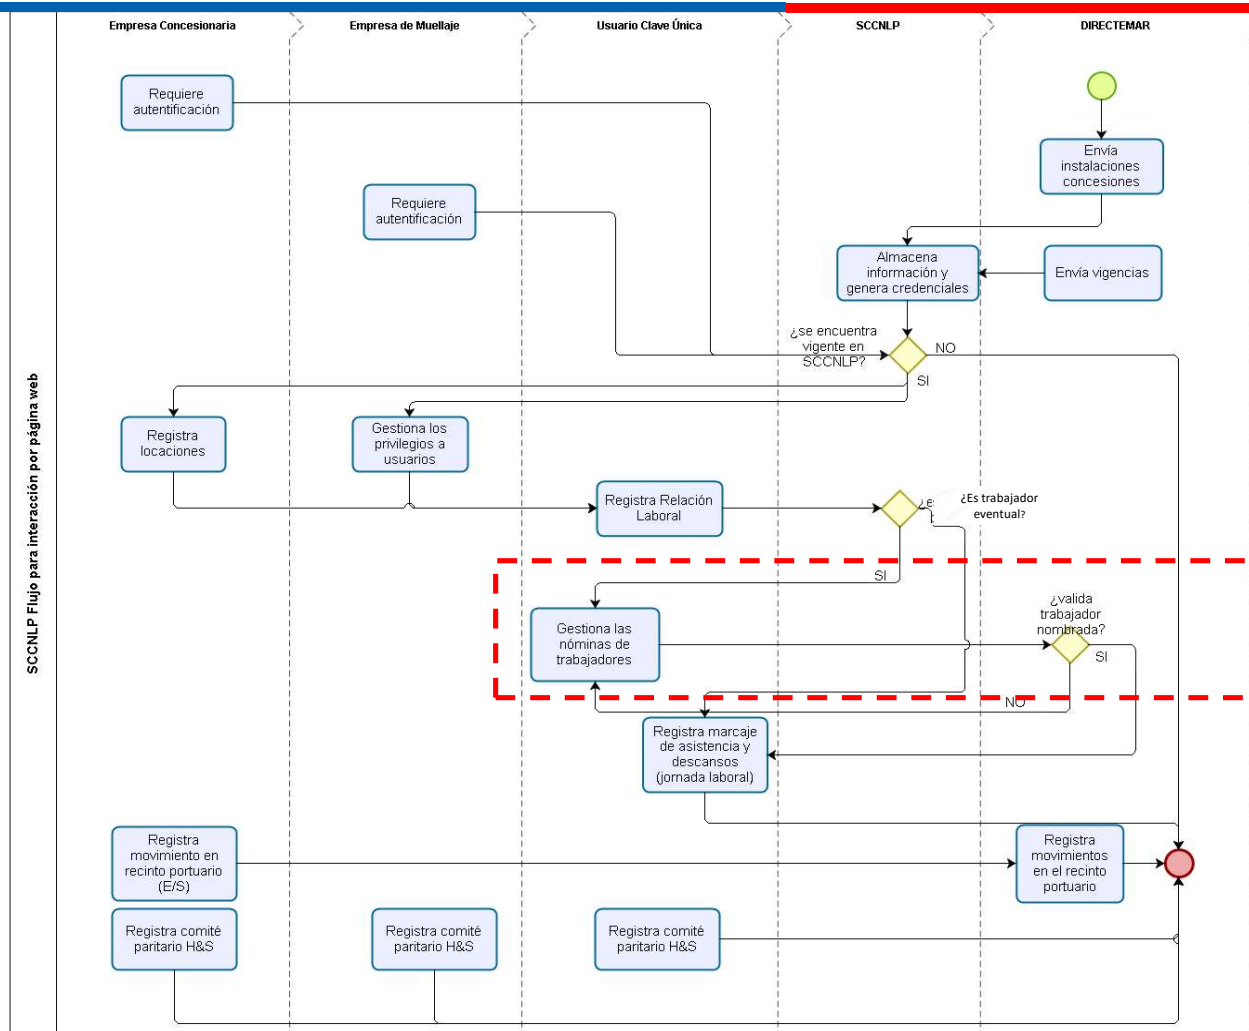 Empresa Concesionaria
Empresa de Muellaje
Usuario Clave Única
SCCNLP
DIRECTEMAR
SCCNLP Flujo para interacción por página web
Requiere
autentificación
Envía
instalaciones
concesiones
Requiere
autentificación
Almacena
información y
genera credenciales
Envía vigencias
¿se encuentra
vigente en
SCCNLP?
NO
SI
Registra
locaciones
Gestiona los
privilegios a
usuarios
Registra Relación
Laboral
¿Es trabajador
eventual?
SI
Gestiona las
nóminas de
trabajadores
¿valida
trabajador
nombrada?
SI
NO
Registra marcaje
de asistencia y
descansos
(jornada laboral)
Registra
movimiento en
recinto portuario
(E/S)
Registra
movimientos
en el recinto
portuario
Registra comité
paritario H&S
Registra comité
paritario H&S
Registra comité
paritario H&S